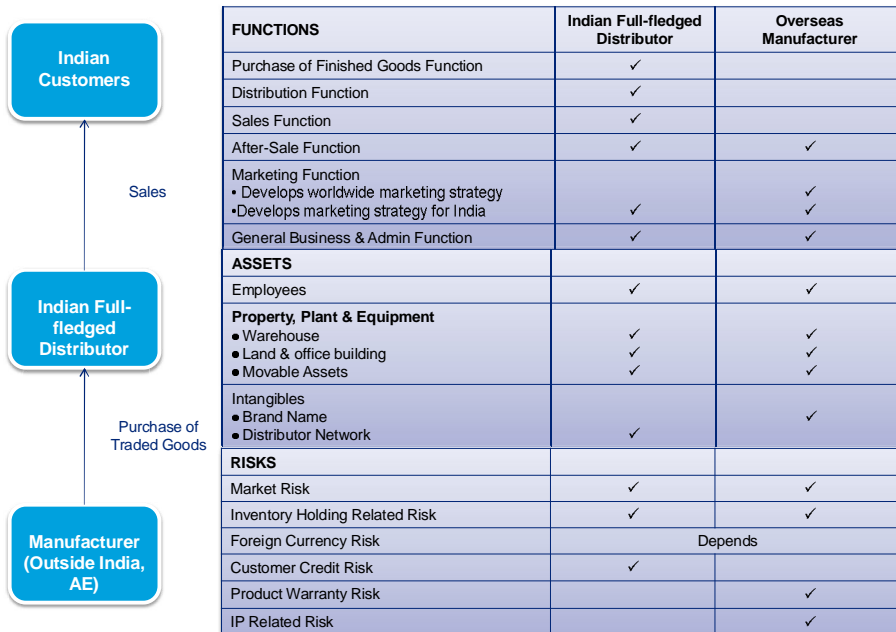 Indian
Customers
Sales
Indian Full-
fledged
Distributor
Purchase of
Traded Goods
Manufacturer
(Outside India,
AE)
FUNCTIONS
Indian Full-fledged
Distributor
Overseas
Manufacturer
Purchase of Finished Goods Function ✓
Distribution Function ✓
Sales Function ✓
After-Sale Function ✓ ✓
Marketing Function
• Develops worldwide marketing strategy ✓
•Develops marketing strategy for India ✓ ✓
General Business & Admin Function ✓ ✓
ASSETS
Employees ✓ ✓
Property, Plant & Equipment
● Warehouse ✓ ✓
● Land & office building ✓ ✓
● Movable Assets ✓ ✓
Intangibles
● Brand Name ✓
● Distributor Network ✓
RISKS
Market Risk ✓ ✓
Inventory Holding Related Risk ✓ ✓
Foreign Currency Risk Depends
Customer Credit Risk ✓
Product Warranty Risk ✓
IP Related Risk ✓